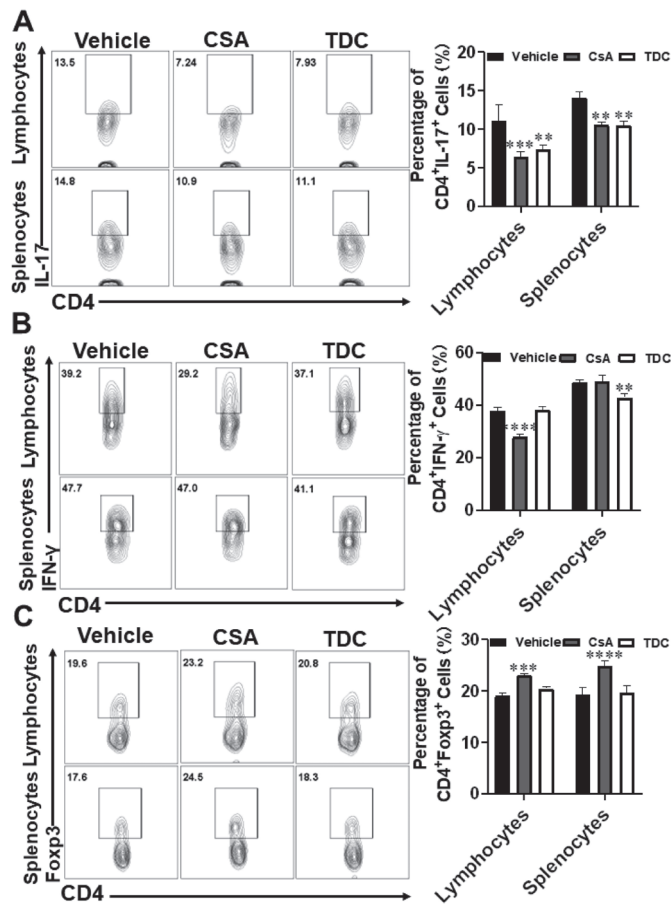 A
Vehicle CSA TDC
Lymphocytes
13.5 7.24 7.93
Splenocytes
IL-17
14.8 10.9 11.1
CD4
Percentage of
CD4+IL-17+ Cells (%)
Vehicle CsA TDC
20
15
10
5
0
*** **
** **
Lymphocytes
Splenocytes
B
Vehicle CSA TDC
Lymphocytes
39.2 29.2 37.1
Splenocytes
IFN-γ
47.7 47.0 41.1
CD4
Percentage of
CD4+IFN-γ+ Cells (%)
Vehicle CsA TDC
60
40
20
0
****
**
Lymphocytes
Splenocytes
C
Vehicle CSA TDC
Lymphocytes
19.6 23.2 20.8
Splenocytes
Foxp3
17.6 24.5 18.3
CD4
Percentage of
CD4+Foxp3+ Cells (%)
Vehicle CsA TDC
30
20
10
0
***
****
Lymphocytes
Splenocytes